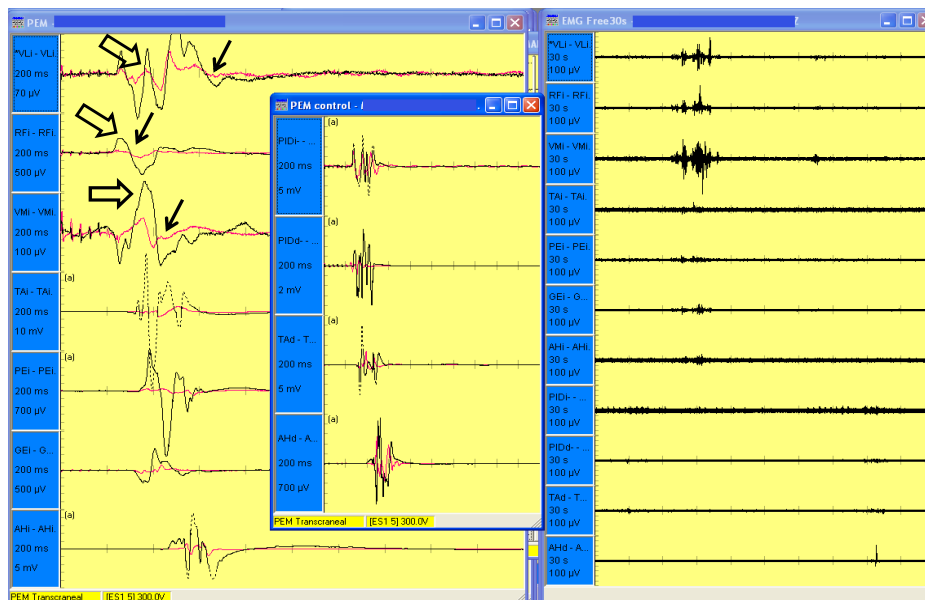 PEM -
*VLi - VLi.
200 ms
70 µV
RFi - RFi.
200 ms
500 µV
VMi - VMi.
200 ms
100 µV
TAi - TAi.
200 ms
10 mV
(a)
PEi - PEi.
200 ms
700 µV
(a)
GEi - G...
200 ms
500 µV
AHi - AHi.
200 ms
5 mV
(a)
PEM Transcraneal
[ES1 5] 300.0V
PEM control -
PIDi- - ...
200 ms
5 mV
(a)
PIDd- - ...
200 ms
2 mV
(a)
TAd - T...
200 ms
5 mV
(a)
AHd - A...
200 ms
700 µV
(a)
PEM Transcraneal
[ES1 5] 300.0V
EMG Free30s -
*VLi - VLi.
30 s
100 µV
RFi - RFi.
30 s
100 µV
VMi - VMi.
30 s
100 µV
TAi - TAi.
30 s
100 µV
PEi - PEi.
30 s
100 µV
GEi - G...
30 s
100 µV
AHi - AHi.
30 s
100 µV
PIDi- - ...
30 s
100 µV
PIDd- - ...
30 s
100 µV
TAd - T...
30 s
100 µV
AHd - A...
30 s
100 µV